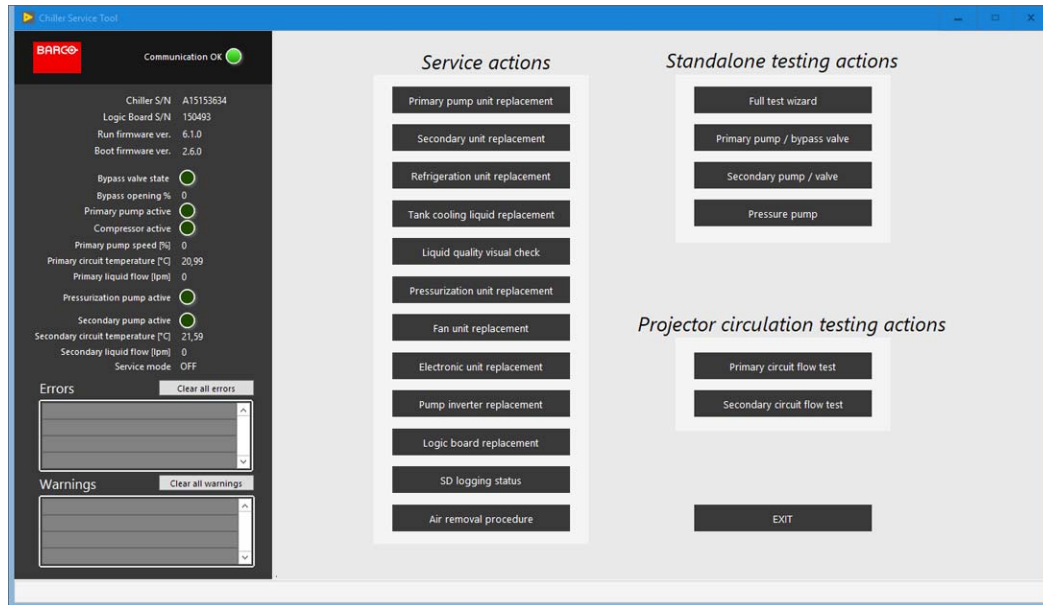 Chiller Service Tool
BARCO
Communication OK
Chiller S/N A15153634
Logic Board S/N 150493
Run firmware ver. 6.1.0
Boot firmware ver. 2.6.0
Bypass valve state
Bypass opening % 0
Primary pump active
Compressor active
Primary pump speed [%] 0
Primary circuit temperature [°C] 20,99
Primary liquid flow [lpm] 0
Pressurization pump active
Secondary pump active
Secondary circuit temperature [°C] 21,59
Secondary liquid flow [lpm] 0
Service mode OFF
Errors Clear all errors
Warnings Clear all warnings
Service actions
Primary pump unit replacement
Secondary unit replacement
Refrigeration unit replacement
Tank cooling liquid replacement
Liquid quality visual check
Pressurization unit replacement
Fan unit replacement
Electronic unit replacement
Pump inverter replacement
Logic board replacement
SD logging status
Air removal procedure
Standalone testing actions
Full test wizard
Primary pump / bypass valve
Secondary pump / valve
Pressure pump
Projector circulation testing actions
Primary circuit flow test
Secondary circuit flow test
EXIT